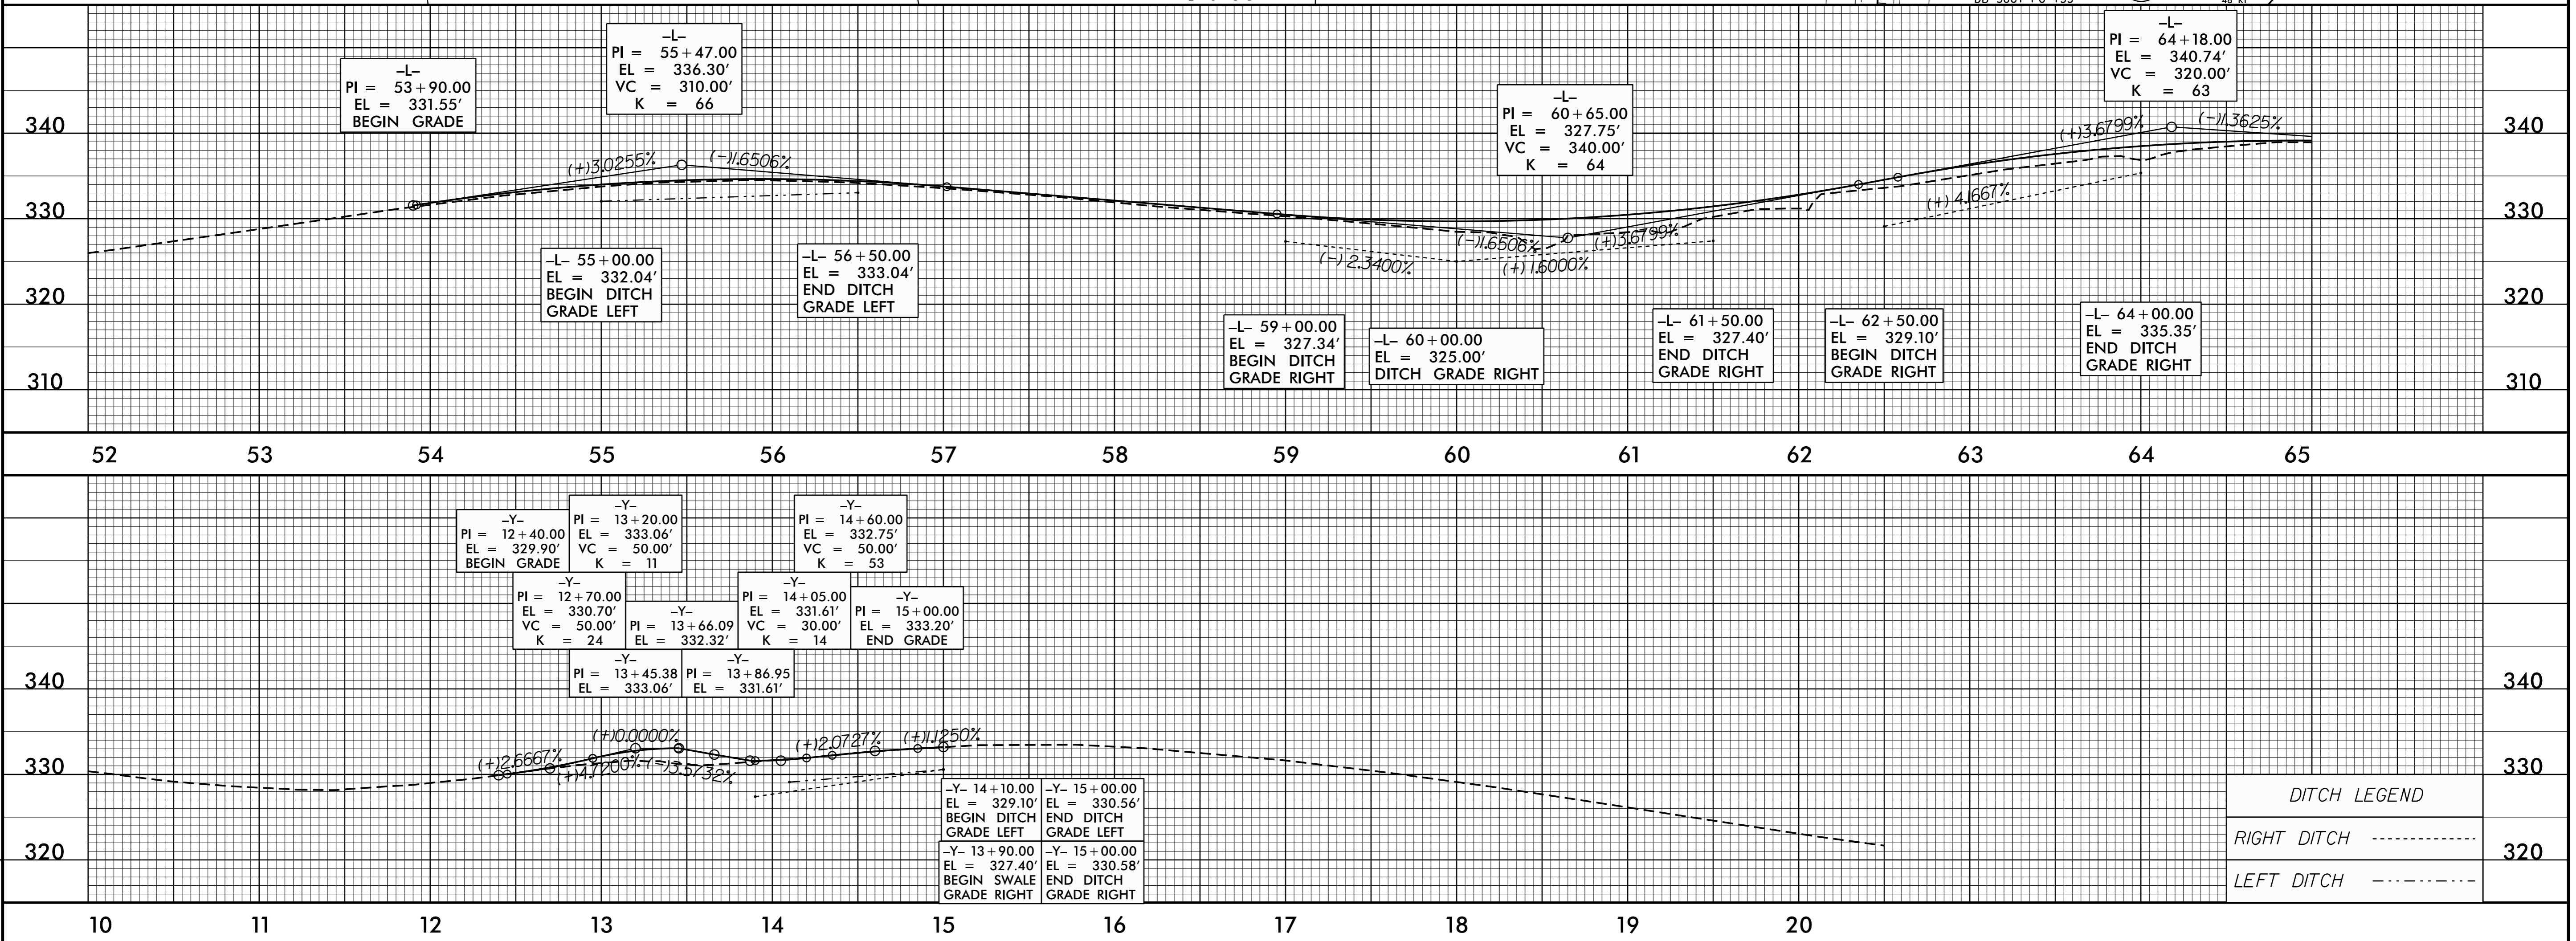 –L–
PI = 53+90.00
EL = 331.55'
BEGIN GRADE
–L–
PI = 55+47.00
EL = 336.30'
VC = 310.00'
K = 66
–L–
PI = 60+65.00
EL = 327.75'
VC = 340.00'
K = 64
–L–
PI = 64+18.00
EL = 340.74'
VC = 320.00'
K = 63
340
340
(+)3.0255%
(–)1.6506%
(+)3.6799%
(–)1.3625%
330
330
(–)1.6506%
(+)3.6799%
(+) 4.667%
(–) 2.3400%
(+) 1.6000%
–L– 55+00.00
EL = 332.04'
BEGIN DITCH
GRADE LEFT
–L– 56+50.00
EL = 333.04'
END DITCH
GRADE LEFT
320
320
–L– 59+00.00
EL = 327.34'
BEGIN DITCH
GRADE RIGHT
–L– 60+00.00
EL = 325.00'
DITCH GRADE RIGHT
–L– 61+50.00
EL = 327.40'
END DITCH
GRADE RIGHT
–L– 62+50.00
EL = 329.10'
BEGIN DITCH
GRADE RIGHT
–L– 64+00.00
EL = 335.35'
END DITCH
GRADE RIGHT
310
310
52 53 54 55 56 57 58 59 60 61 62 63 64 65
–Y–
PI = 12+40.00
EL = 329.90'
BEGIN GRADE
–Y–
PI = 13+20.00
EL = 333.06'
VC = 50.00'
K = 11
–Y–
PI = 14+60.00
EL = 332.75'
VC = 50.00'
K = 53
–Y–
PI = 12+70.00
EL = 330.70'
VC = 50.00'
K = 24
–Y–
PI = 13+66.09
EL = 332.32'
–Y–
PI = 14+05.00
EL = 331.61'
VC = 30.00'
K = 14
–Y–
PI = 15+00.00
EL = 333.20'
END GRADE
–Y–
PI = 13+45.38
EL = 333.06'
–Y–
PI = 13+86.95
EL = 331.61'
340
340
(+)0.0000%
(+)2.0727%
(+)1.1250%
(+)2.6667%
(+)4.7200%
(–)3.5732%
330
330
–Y– 14+10.00
EL = 329.10'
BEGIN DITCH
GRADE LEFT
–Y– 15+00.00
EL = 330.56'
END DITCH
GRADE LEFT
–Y– 13+90.00
EL = 327.40'
BEGIN SWALE
GRADE RIGHT
–Y– 15+00.00
EL = 330.58'
END DITCH
GRADE RIGHT
320
320
DITCH LEGEND
RIGHT DITCH
LEFT DITCH
10 11 12 13 14 15 16 17 18 19 20